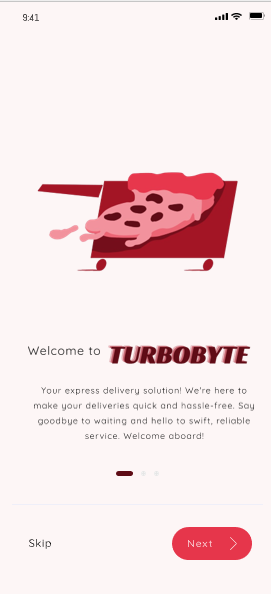 9:41
Welcome to TURBOBYTE
Your express delivery solution! We're here to
make your deliveries quick and hassle-free. Say
goodbye to waiting and hello to swift, reliable
service. Welcome aboard!
Skip
Next